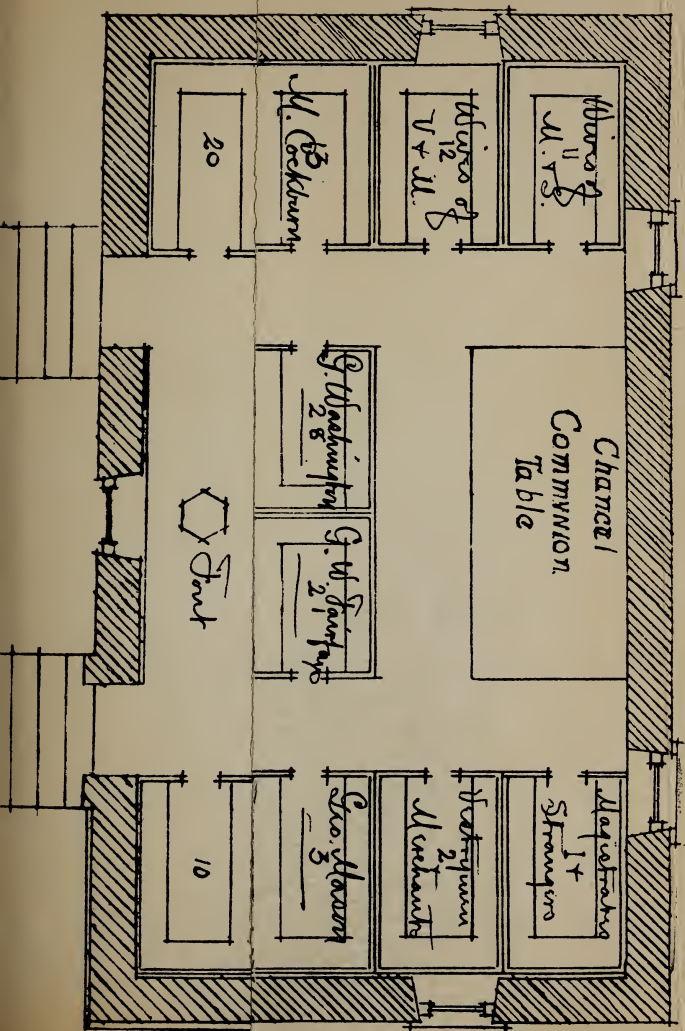 20
M. Cockburn
13
Wives of
12
V & M.
Wives of
11
M. & S.
G. Washington
28
G. W. Fairfax
21
Chancel
Communion
Table
Font
10
Geo. Mason
3
Vestrymen
2 &
Merchants
Magistrates
1 &
Strangers